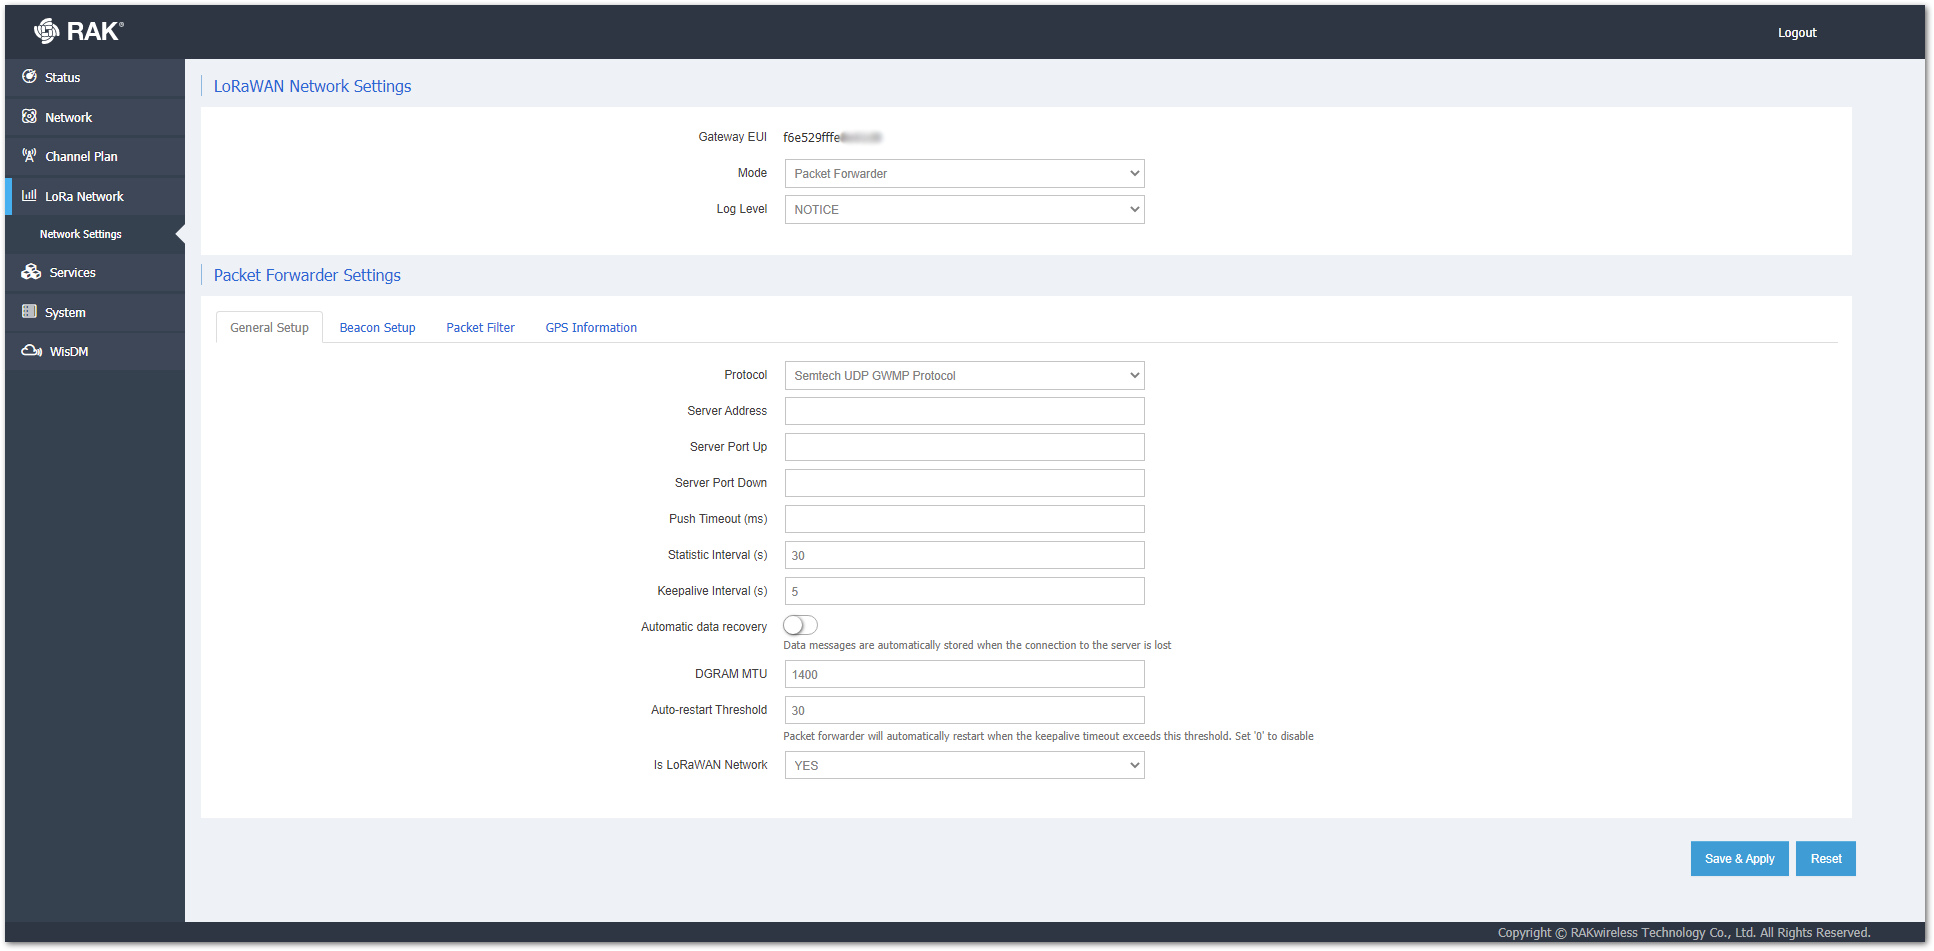 RAK®
Logout
Status
Network
Channel Plan
LoRa Network
Network Settings
Services
System
WisDM
LoRaWAN Network Settings
Gateway EUI f6e529fffe
Mode Packet Forwarder
Log Level NOTICE
Packet Forwarder Settings
General Setup Beacon Setup Packet Filter GPS Information
Protocol Semtech UDP GWMP Protocol
Server Address
Server Port Up
Server Port Down
Push Timeout (ms)
Statistic Interval (s) 30
Keepalive Interval (s) 5
Automatic data recovery
Data messages are automatically stored when the connection to the server is lost
DGRAM MTU 1400
Auto-restart Threshold 30
Packet forwarder will automatically restart when the keepalive timeout exceeds this threshold. Set '0' to disable
Is LoRaWAN Network YES
Save & Apply Reset
Copyright © RAKwireless Technology Co., Ltd. All Rights Reserved.